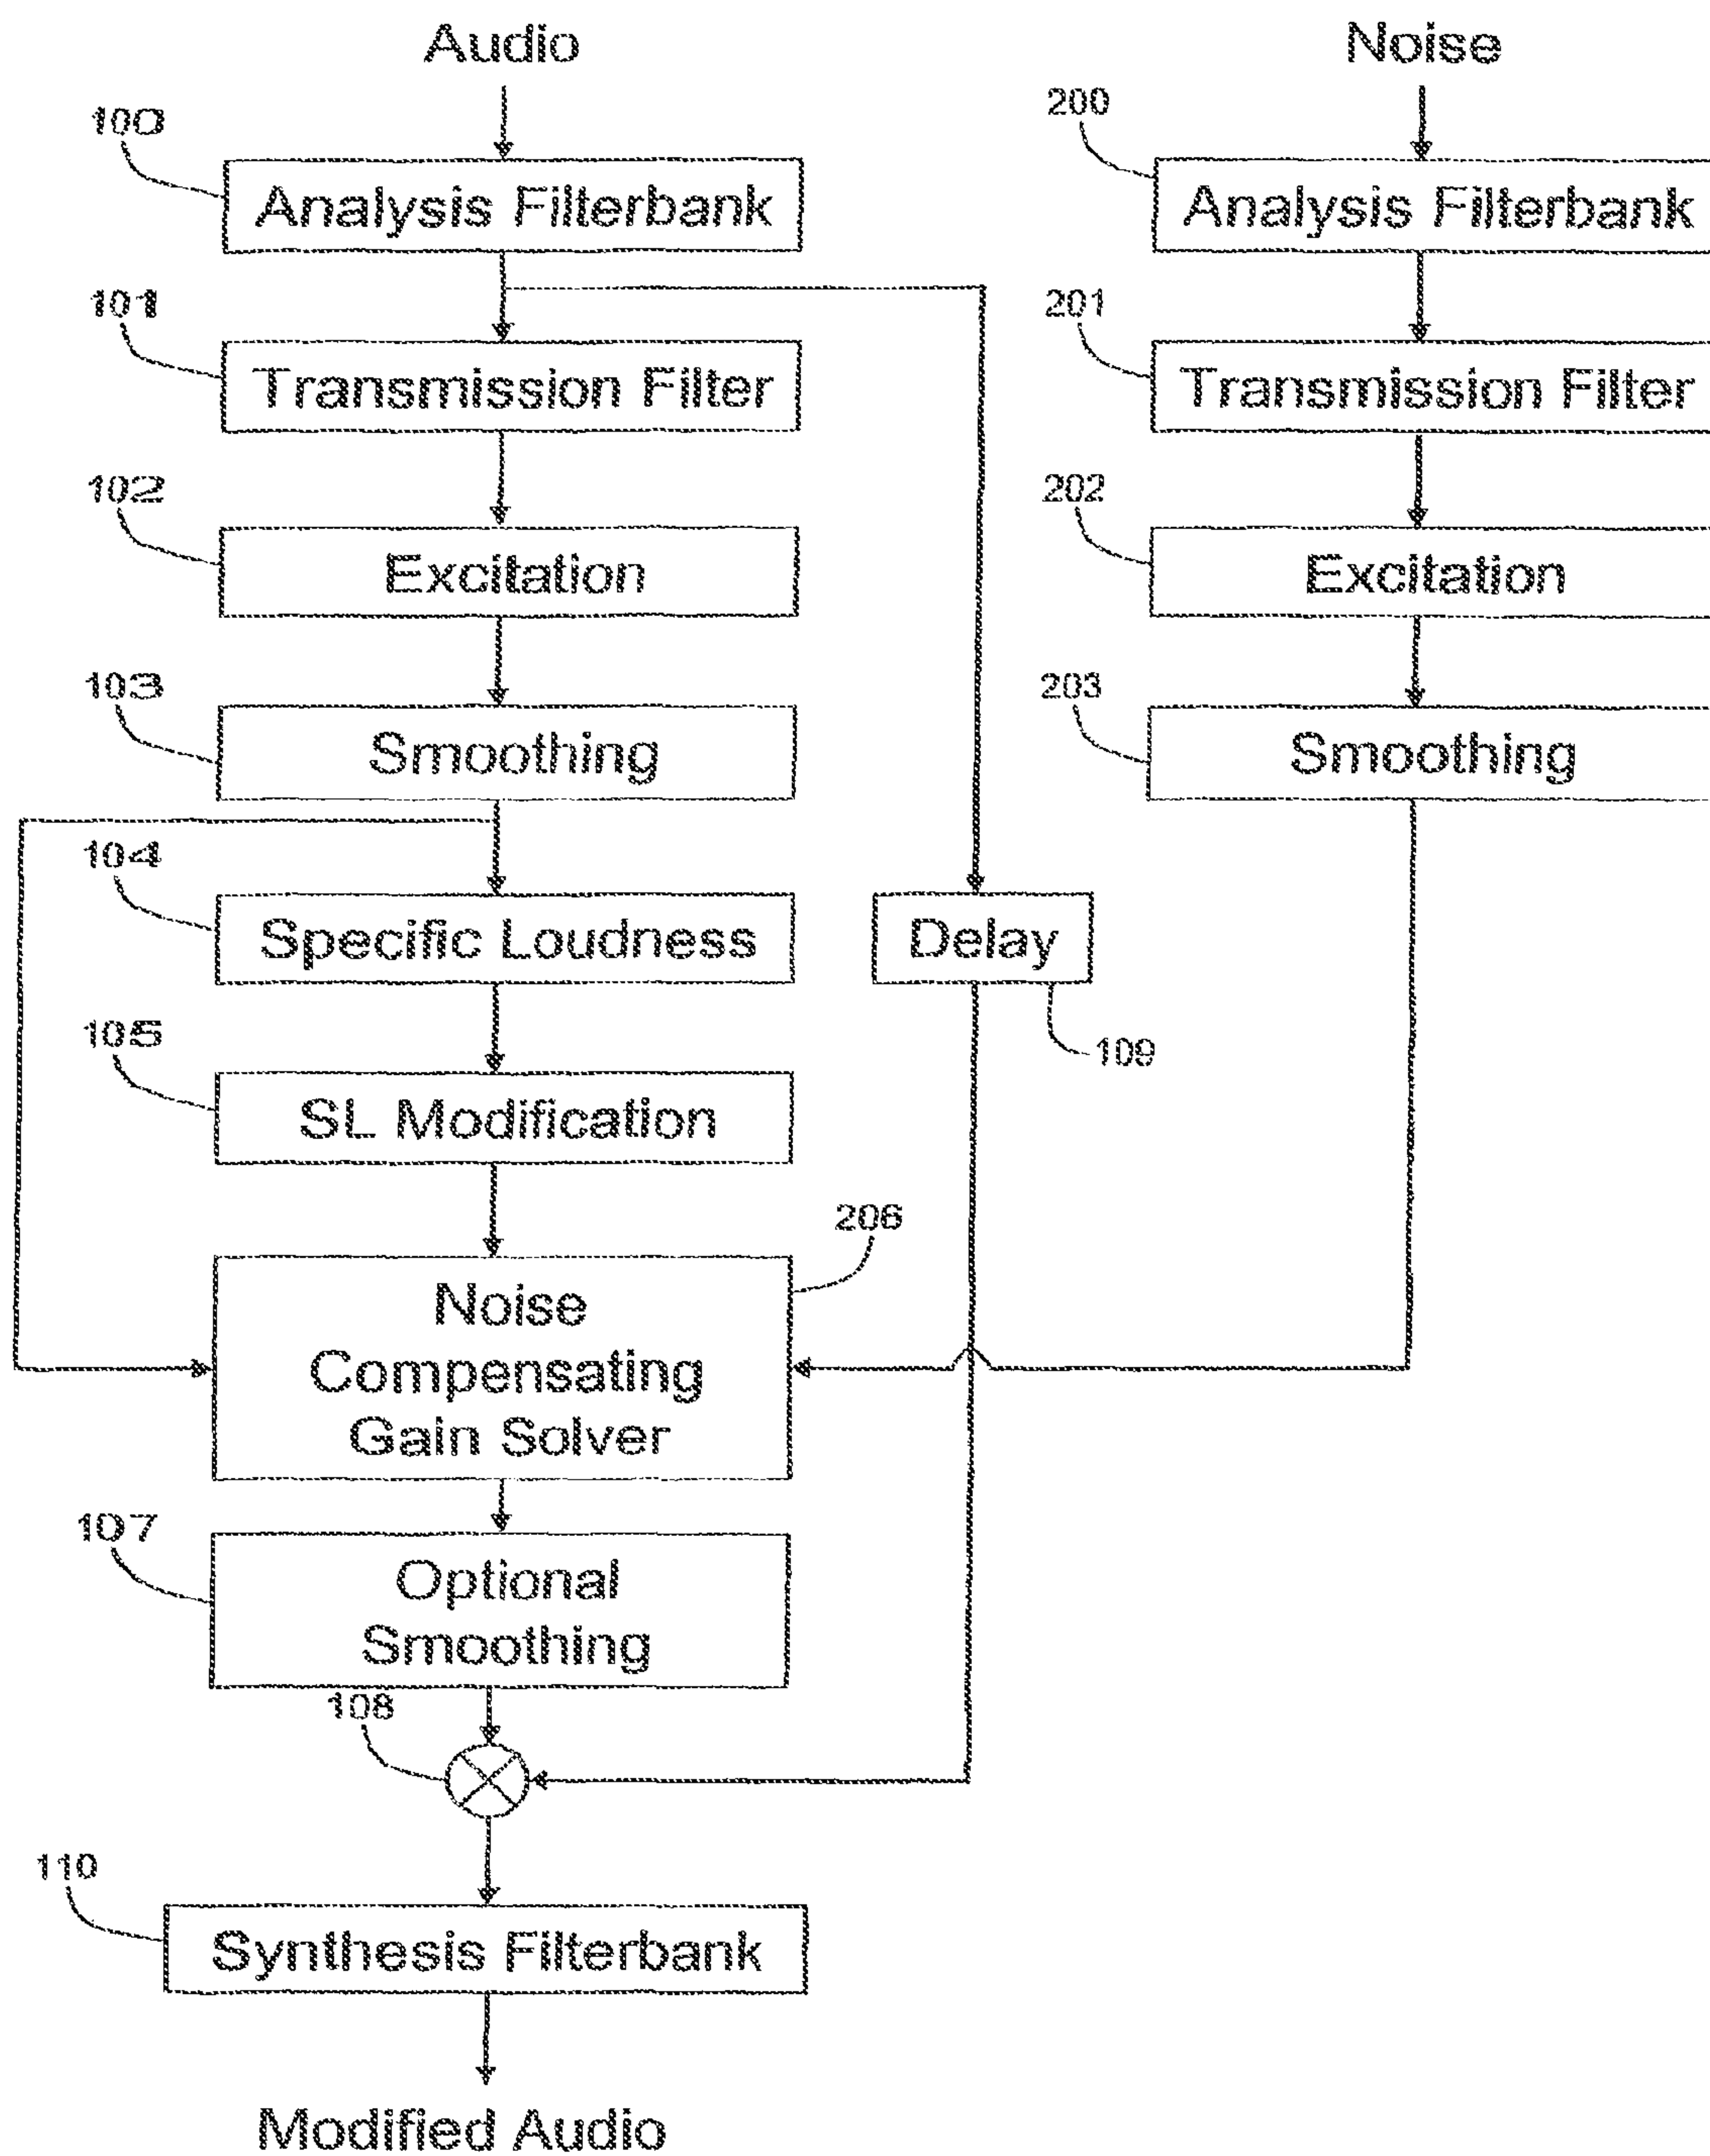 Audio
Noise
100
200
Analysis Filterbank
Analysis Filterbank
101
201
Transmission Filter
Transmission Filter
102
202
Excitation
Excitation
103
203
Smoothing
Smoothing
104
Specific Loudness
Delay
105
109
SL Modification
206
Noise
Compensating
Gain Solver
107
Optional
Smoothing
108
110
Synthesis Filterbank
Modified Audio